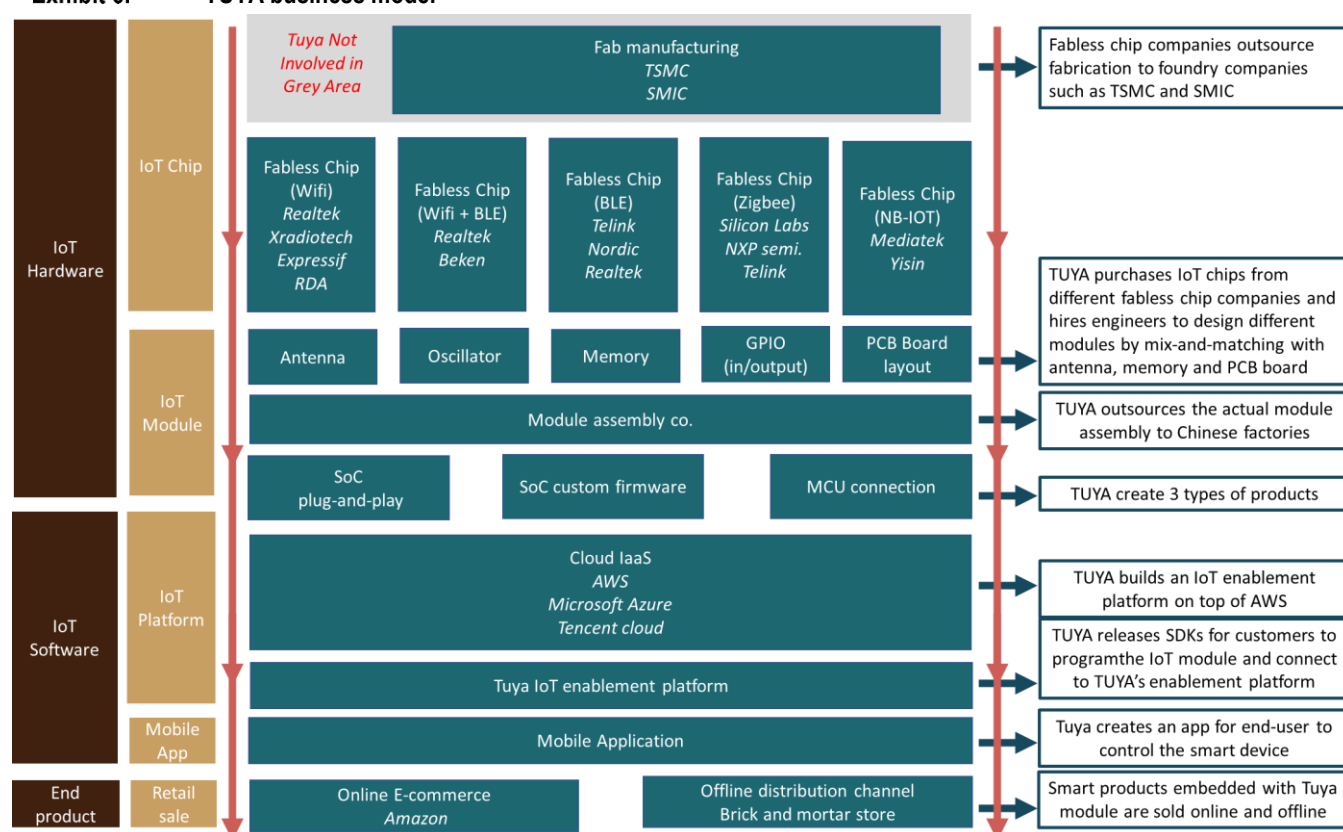 TUYA business model
Tuya Not
Involved in
Grey Area
Fab manufacturing
TSMC
SMIC
Fabless chip companies outsource
fabrication to foundry companies
such as TSMC and SMIC
IoT
Hardware
IoT Chip
Fabless Chip
(Wifi)
Realtek
Xradiotech
Expressif
RDA
Fabless Chip
(Wifi + BLE)
Realtek
Beken
Fabless Chip
(BLE)
Telink
Nordic
Realtek
Fabless Chip
(Zigbee)
Silicon Labs
NXP semi.
Telink
Fabless Chip
(NB-IOT)
Mediatek
Yisin
TUYA purchases IoT chips from
different fabless chip companies and
hires engineers to design different
modules by mix-and-matching with
antenna, memory and PCB board
IoT
Module
Antenna
Oscillator
Memory
GPIO
(in/output)
PCB Board
layout
Module assembly co.
TUYA outsources the actual module
assembly to Chinese factories
SoC
plug-and-play
SoC custom firmware
MCU connection
TUYA create 3 types of products
IoT
Software
IoT
Platform
Cloud IaaS
AWS
Microsoft Azure
Tencent cloud
TUYA builds an IoT enablement
platform on top of AWS
Tuya IoT enablement platform
TUYA releases SDKs for customers to
programthe IoT module and connect
to TUYA's enablement platform
Mobile
App
Mobile Application
Tuya creates an app for end-user to
control the smart device
End
product
Retail
sale
Online E-commerce
Amazon
Offline distribution channel
Brick and mortar store
Smart products embedded with Tuya
module are sold online and offline